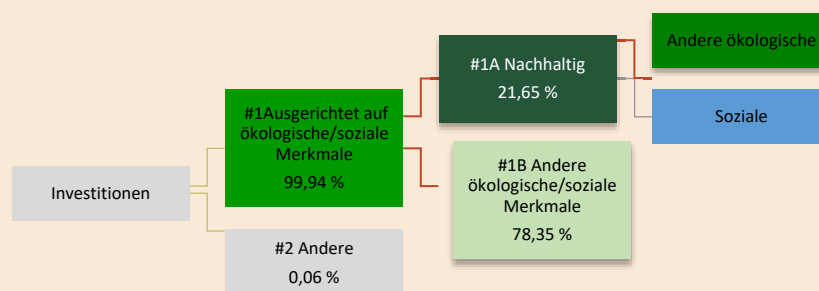 Investitionen
#1Ausgerichtet auf
ökologische/soziale
Merkmale
99,94 %
#2 Andere
0,06 %
#1A Nachhaltig
21,65 %
#1B Andere
ökologische/soziale
Merkmale
78,35 %
Andere ökologische
Soziale